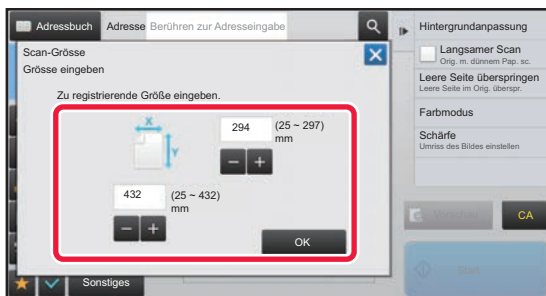 Adressbuch Adresse Berühren zur Adresseingabe
Scan-Grösse
Grösse eingeben
Zu registrierende Größe eingeben.
X
Y
294 (25 ~ 297)
mm
432 (25 ~ 432)
mm
OK
Sonstiges
Hintergrundanpassung
Langsamer Scan
Orig. m. dünnem Pap. sc.
Leere Seite überspringen
Leere Seite im Orig. überspr.
Farbmodus
Schärfe
Umriss des Bildes einstellen
Vorschau
CA
Start